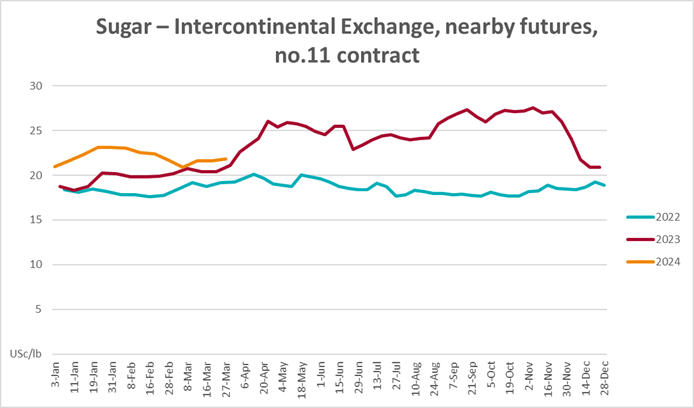 Sugar – Intercontinental Exchange, nearby futures,
no.11 contract
30
25
20
15
10
5
USc/lb
2022
2023
2024
3-Jan
11-Jan
19-Jan
31-Jan
8-Feb
16-Feb
28-Feb
8-Mar
16-Mar
27-Mar
6-Apr
20-Apr
4-May
18-May
1-Jun
15-Jun
29-Jun
13-Jul
27-Jul
10-Aug
24-Aug
7-Sep
21-Sep
5-Oct
19-Oct
2-Nov
16-Nov
30-Nov
14-Dec
28-Dec